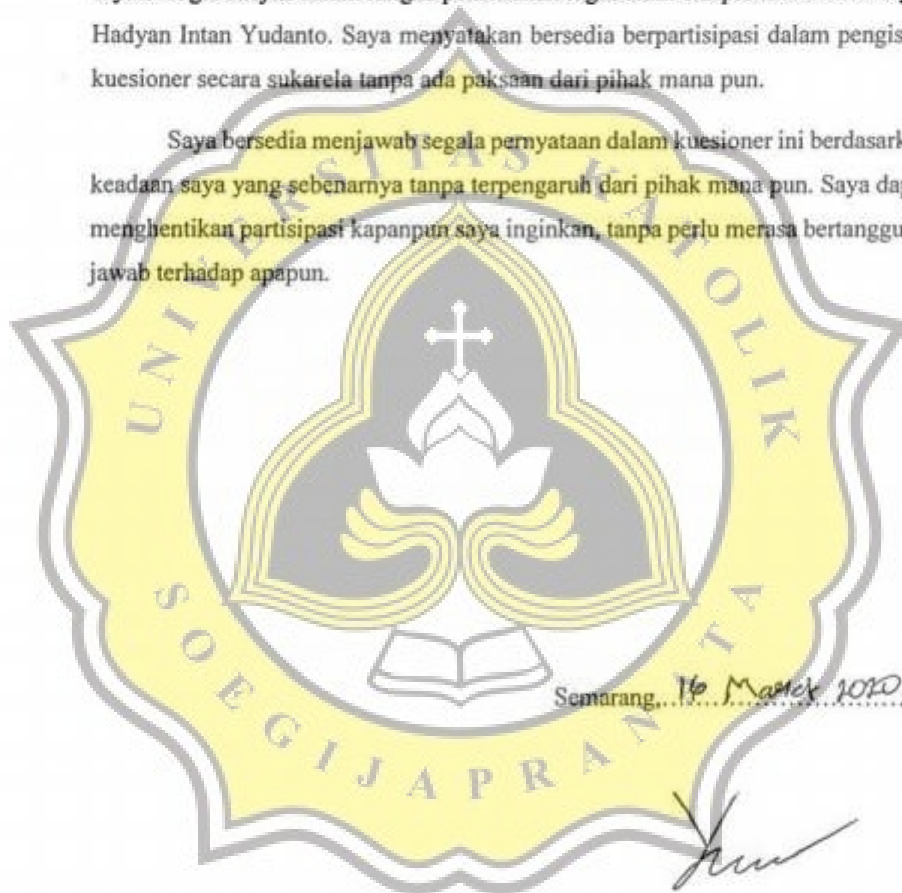 Hadyan Intan Yudanto. Saya menyatakan bersedia berpartisipasi dalam pengis
kuesioner secara sukarela tanpa ada paksaan dari pihak mana pun.
Saya bersedia menjawab segala pernyataan dalam kuesioner ini berdasark
keadaan saya yang sebenarnya tanpa terpengaruh dari pihak mana pun. Saya dap
menghentikan partisipasi kapanpun saya inginkan, tanpa perlu merasa bertanggu
jawab terhadap apapun.
UNIVERSITAS KATOLIK
SOEGIJAPRANATA
Semarang, 16 Maret 2020